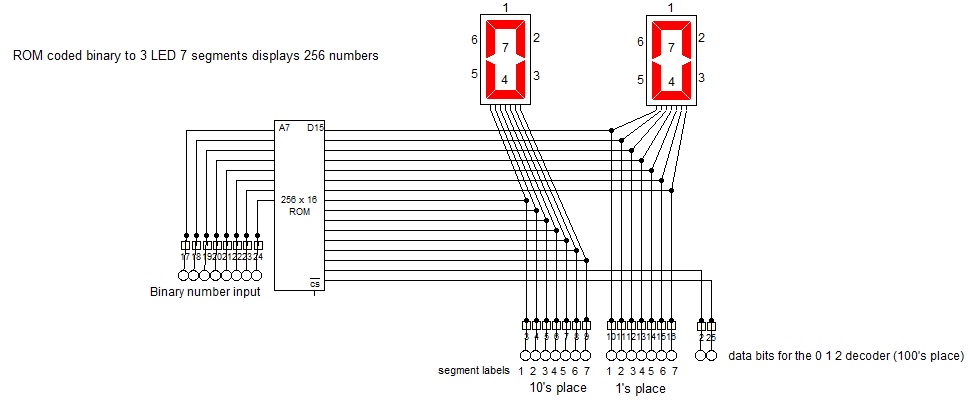 1
1
6
2
6
2
7
7
ROM coded binary to 3 LED 7 segments displays 256 numbers
5
4
3
5
4
3
A7 D15
256 x 16
ROM
17 18 19 20 21 22 23 24
cs
Binary number input
3 4 5 6 7 8 9 10 11 12 13 14 15 16 2 25
data bits for the 0 1 2 decoder (100's place)
segment labels 1 2 3 4 5 6 7 1 2 3 4 5 6 7
10's place 1's place